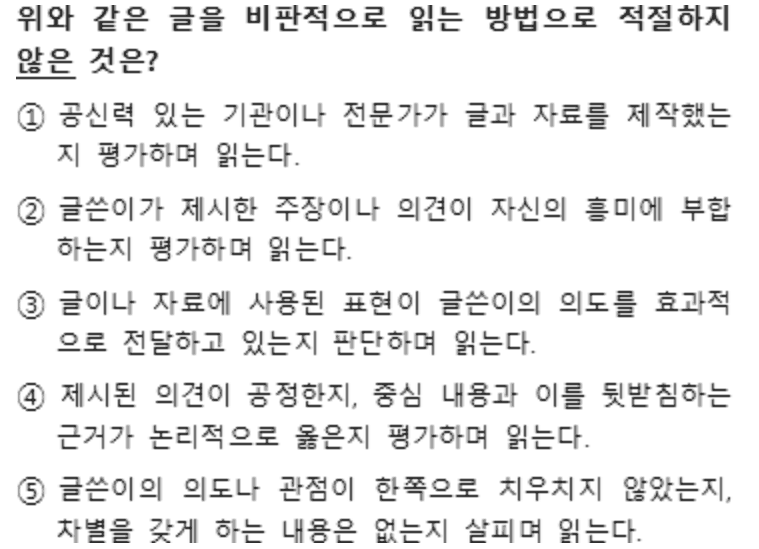 위와 같은 글을 비판적으로 읽는 방법으로 적절하지
않은 것은?
① 공신력 있는 기관이나 전문가가 글과 자료를 제작했는
지 평가하며 읽는다.
② 글쓴이가 제시한 주장이나 의견이 자신의 흥미에 부합
하는지 평가하며 읽는다.
③ 글이나 자료에 사용된 표현이 글쓴이의 의도를 효과적
으로 전달하고 있는지 판단하며 읽는다.
④ 제시된 의견이 공정한지, 중심 내용과 이를 뒷받침하는
근거가 논리적으로 옳은지 평가하며 읽는다.
⑤ 글쓴이의 의도나 관점이 한쪽으로 치우치지 않았는지,
차별을 갖게 하는 내용은 없는지 살피며 읽는다.